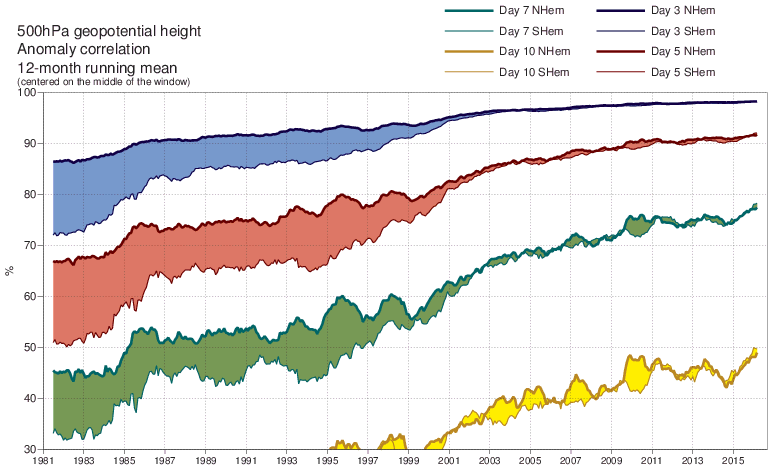 500hPa geopotential height
Anomaly correlation
12-month running mean
(centered on the middle of the window)
Day 7 NHem
Day 7 SHem
Day 10 NHem
Day 10 SHem
Day 3 NHem
Day 3 SHem
Day 5 NHem
Day 5 SHem
%
100
90
80
70
60
50
40
30
1981 1983 1985 1987 1989 1991 1993 1995 1997 1999 2001 2003 2005 2007 2009 2011 2013 2015